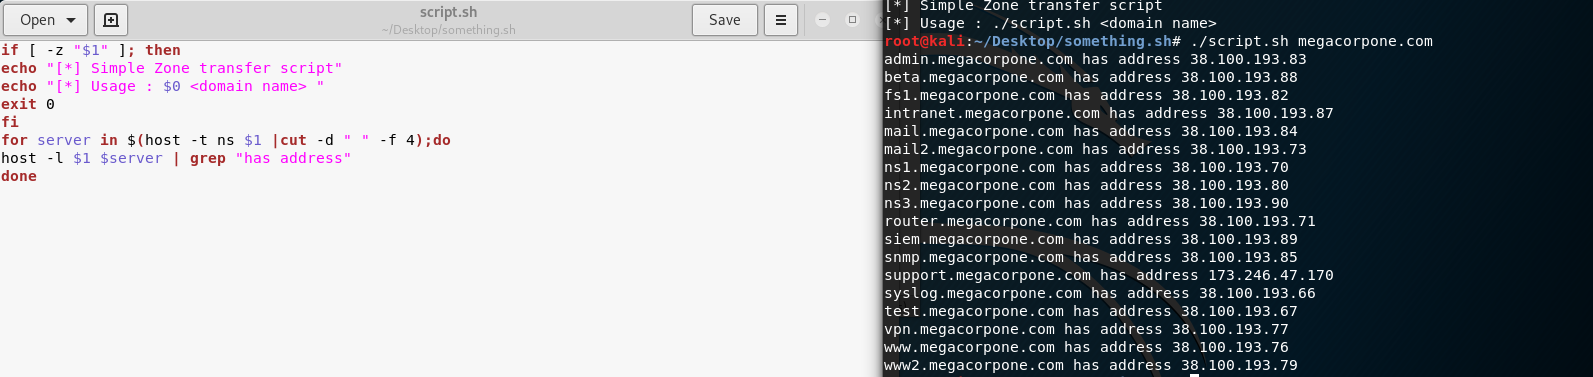 Open
script.sh
~/Desktop/something.sh
Save
if [ -z "$1" ]; then
echo "[*] Simple Zone transfer script"
echo "[*] Usage : $0 <domain name> "
exit 0
fi
for server in $(host -t ns $1 |cut -d " " -f 4);do
host -l $1 $server | grep "has address"
done
[*] Simple Zone transfer script
[*] Usage : ./script.sh <domain name>
root@kali:~/Desktop/something.sh# ./script.sh megacorpone.com
admin.megacorpone.com has address 38.100.193.83
beta.megacorpone.com has address 38.100.193.88
fs1.megacorpone.com has address 38.100.193.82
intranet.megacorpone.com has address 38.100.193.87
mail.megacorpone.com has address 38.100.193.84
mail2.megacorpone.com has address 38.100.193.73
ns1.megacorpone.com has address 38.100.193.70
ns2.megacorpone.com has address 38.100.193.80
ns3.megacorpone.com has address 38.100.193.90
router.megacorpone.com has address 38.100.193.71
siem.megacorpone.com has address 38.100.193.89
snmp.megacorpone.com has address 38.100.193.85
support.megacorpone.com has address 173.246.47.170
syslog.megacorpone.com has address 38.100.193.66
test.megacorpone.com has address 38.100.193.67
vpn.megacorpone.com has address 38.100.193.77
www.megacorpone.com has address 38.100.193.76
www2.megacorpone.com has address 38.100.193.79